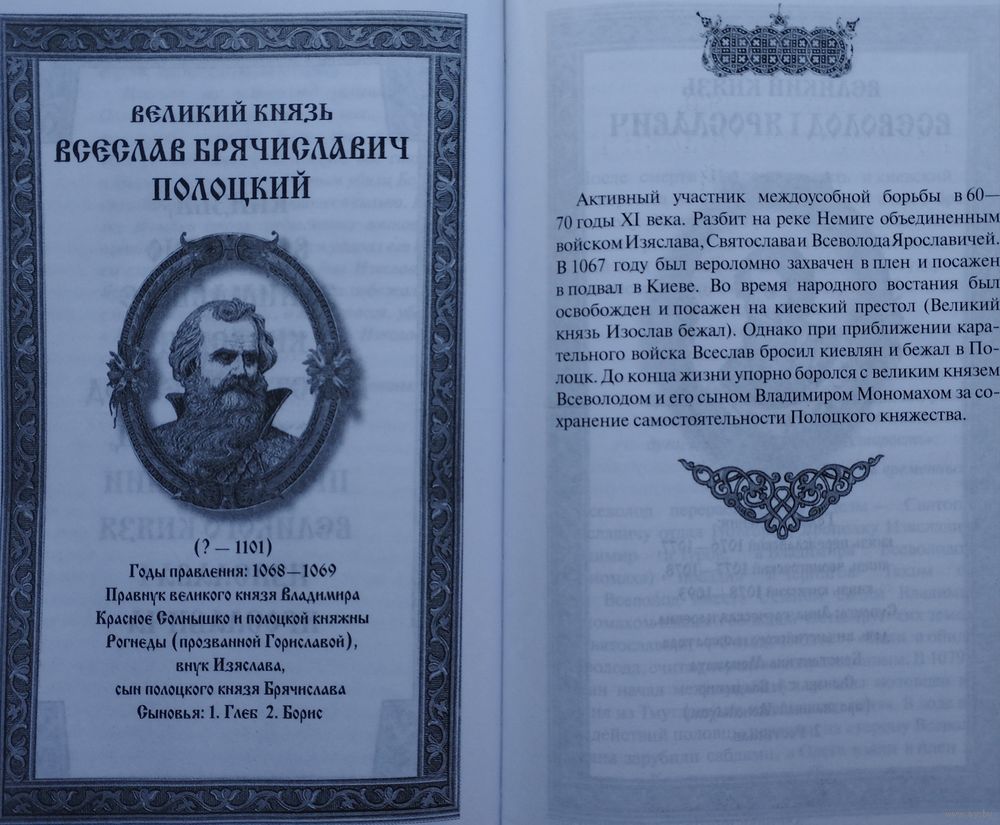 ВЕЛИКИЙ КНЯЗЬ
ВСЕСЛАВ БРЯЧИСЛАВИЧ
ПОЛОЦКИЙ
(? — 1101)
Годы правления: 1068—1069
Правнук великого князя Владимира
Красное Солнышко и полоцкой княжны
Рогнеды (прозванной Гориславой),
внук Изяслава,
сын полоцкого князя Брячислава
Сыновья: 1. Глеб 2. Борис
Активный участник междоусобной борьбы в 60—
70 годы XI века. Разбит на реке Немиге объединенным
войском Изяслава, Святослава и Всеволода Ярославичей.
В 1067 году был вероломно захвачен в плен и посажен
в подвал в Киеве. Во время народного востания был
освобожден и посажен на киевский престол (Великий
князь Изослав бежал). Однако при приближении кара-
тельного войска Всеслав бросил киевлян и бежал в По-
лоцк. До конца жизни упорно боролся с великим князем
Всеволодом и его сыном Владимиром Мономахом за со-
хранение самостоятельности Полоцкого княжества.